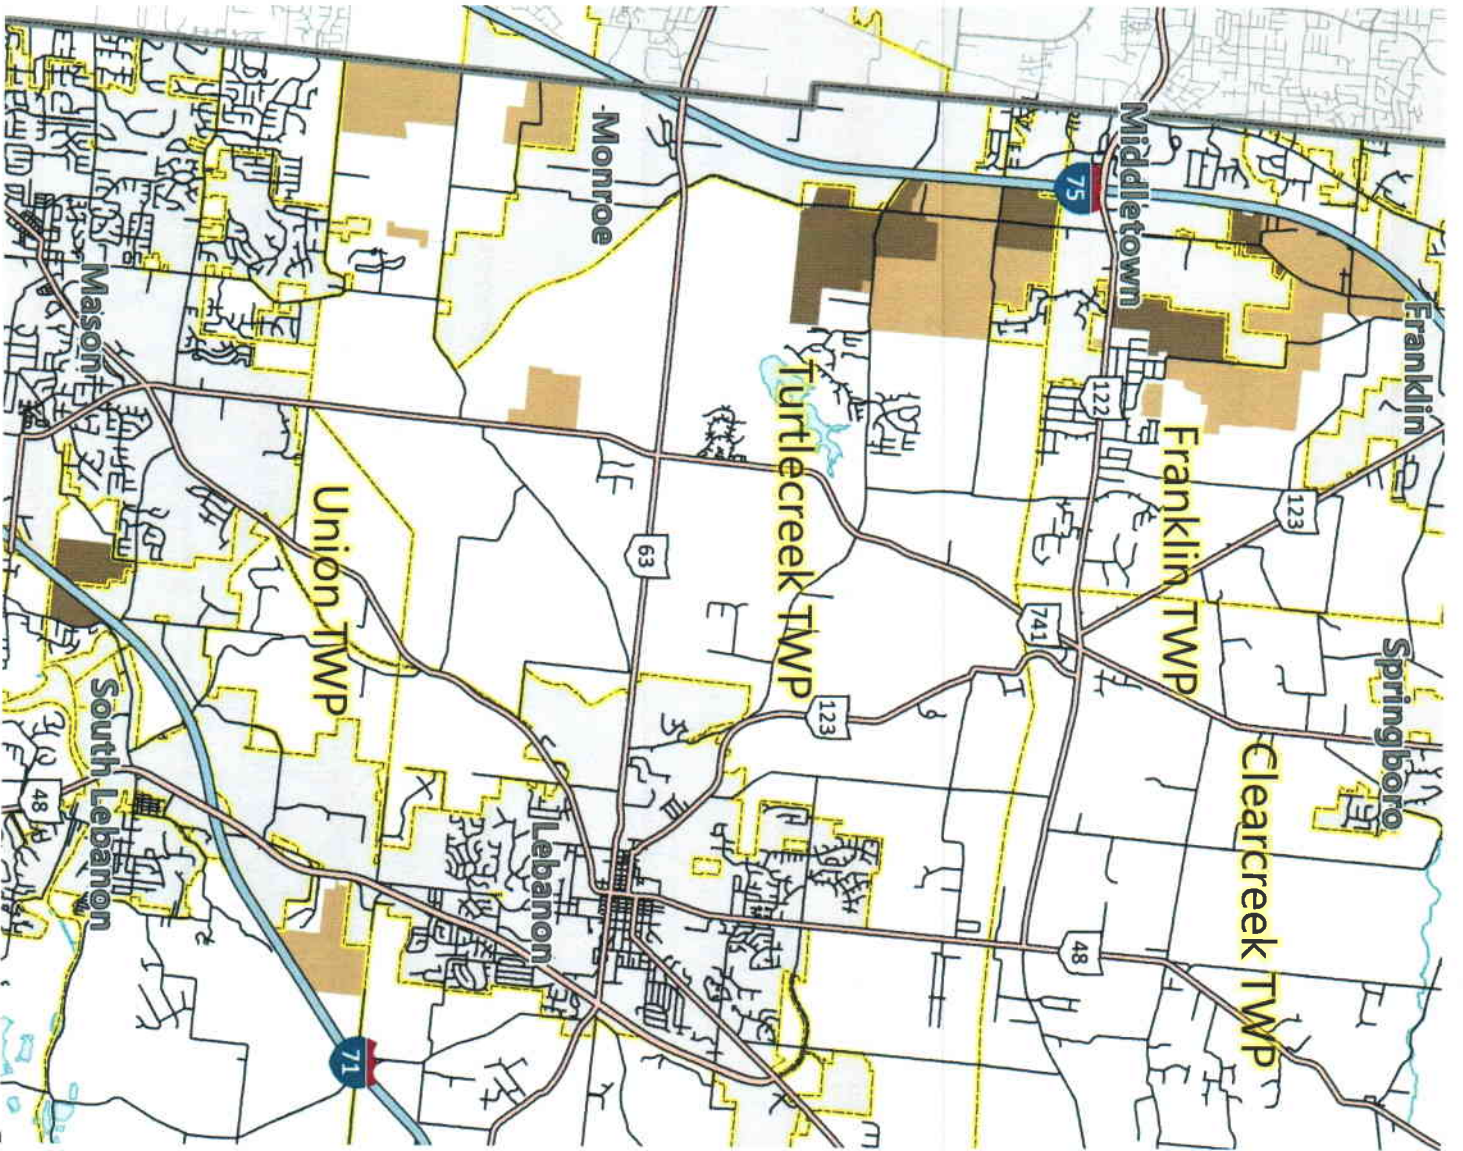 Franklin
Springboro
123
Clearcreek TWP
Franklin TWP
Middletown
122
75
48
741
123
Turtlecreek TWP
63
Monroe
Lebanon
71
Union TWP
Mason
South Lebanon
48